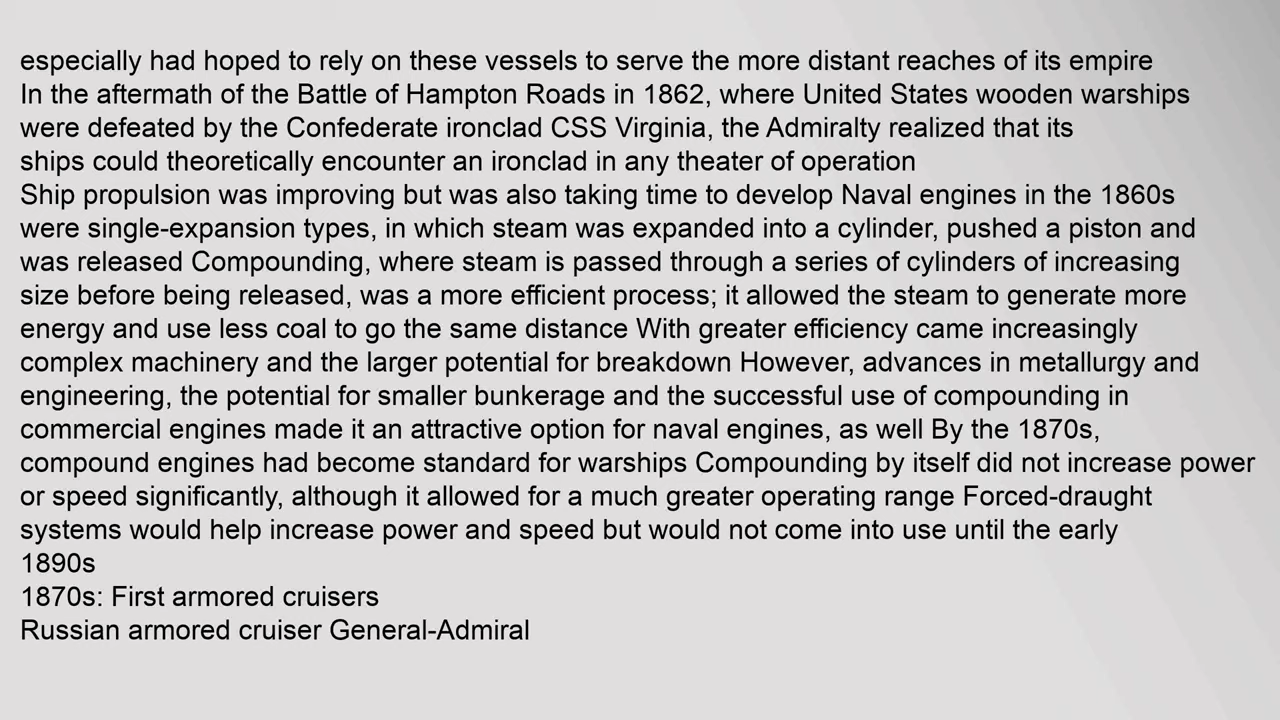 especially had hoped to rely on these vessels to serve the more distant reaches of its empire
In the aftermath of the Battle of Hampton Roads in 1862, where United States wooden warships
were defeated by the Confederate ironclad CSS Virginia, the Admiralty realized that its
ships could theoretically encounter an ironclad in any theater of operation
Ship propulsion was improving but was also taking time to develop Naval engines in the 1860s
were single-expansion types, in which steam was expanded into a cylinder, pushed a piston and
was released Compounding, where steam is passed through a series of cylinders of increasing
size before being released, was a more efficient process; it allowed the steam to generate more
energy and use less coal to go the same distance With greater efficiency came increasingly
complex machinery and the larger potential for breakdown However, advances in metallurgy and
engineering, the potential for smaller bunkerage and the successful use of compounding in
commercial engines made it an attractive option for naval engines, as well By the 1870s,
compound engines had become standard for warships Compounding by itself did not increase power
or speed significantly, although it allowed for a much greater operating range Forced-draught
systems would help increase power and speed but would not come into use until the early
1890s
1870s: First armored cruisers
Russian armored cruiser General-Admiral